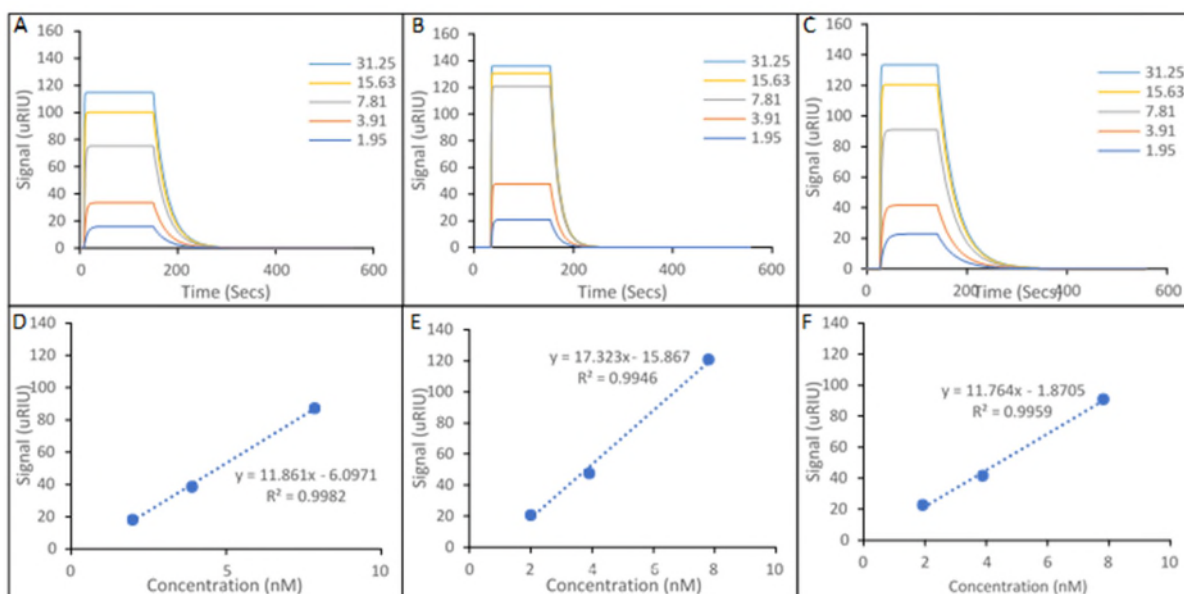 A
Signal (uRIU)
160
140
120
100
80
60
40
20
0
31.25
15.63
7.81
3.91
1.95
0 200 400 600
Time (Secs)
B
Signal (uRIU)
160
140
120
100
80
60
40
20
0
31.25
15.63
7.81
3.91
1.95
0 200 400 600
Time (Secs)
C
Signal (uRIU)
160
140
120
100
80
60
40
20
0
31.25
15.63
7.81
3.91
1.95
0 200 400 600
Time (Secs)
D
Signal (uRIU)
140
120
100
80
60
40
20
0
y = 11.861x - 6.0971
R² = 0.9982
0 5 10
Concentration (nM)
E
Signal (uRIU)
140
120
100
80
60
40
20
0
y = 17.323x - 15.867
R² = 0.9946
0 2 4 6 8 10
Concentration (nM)
F
Signal (uRIU)
140
120
100
80
60
40
20
0
y = 11.764x - 1.8705
R² = 0.9959
0 2 4 6 8 10
Concentration (nM)